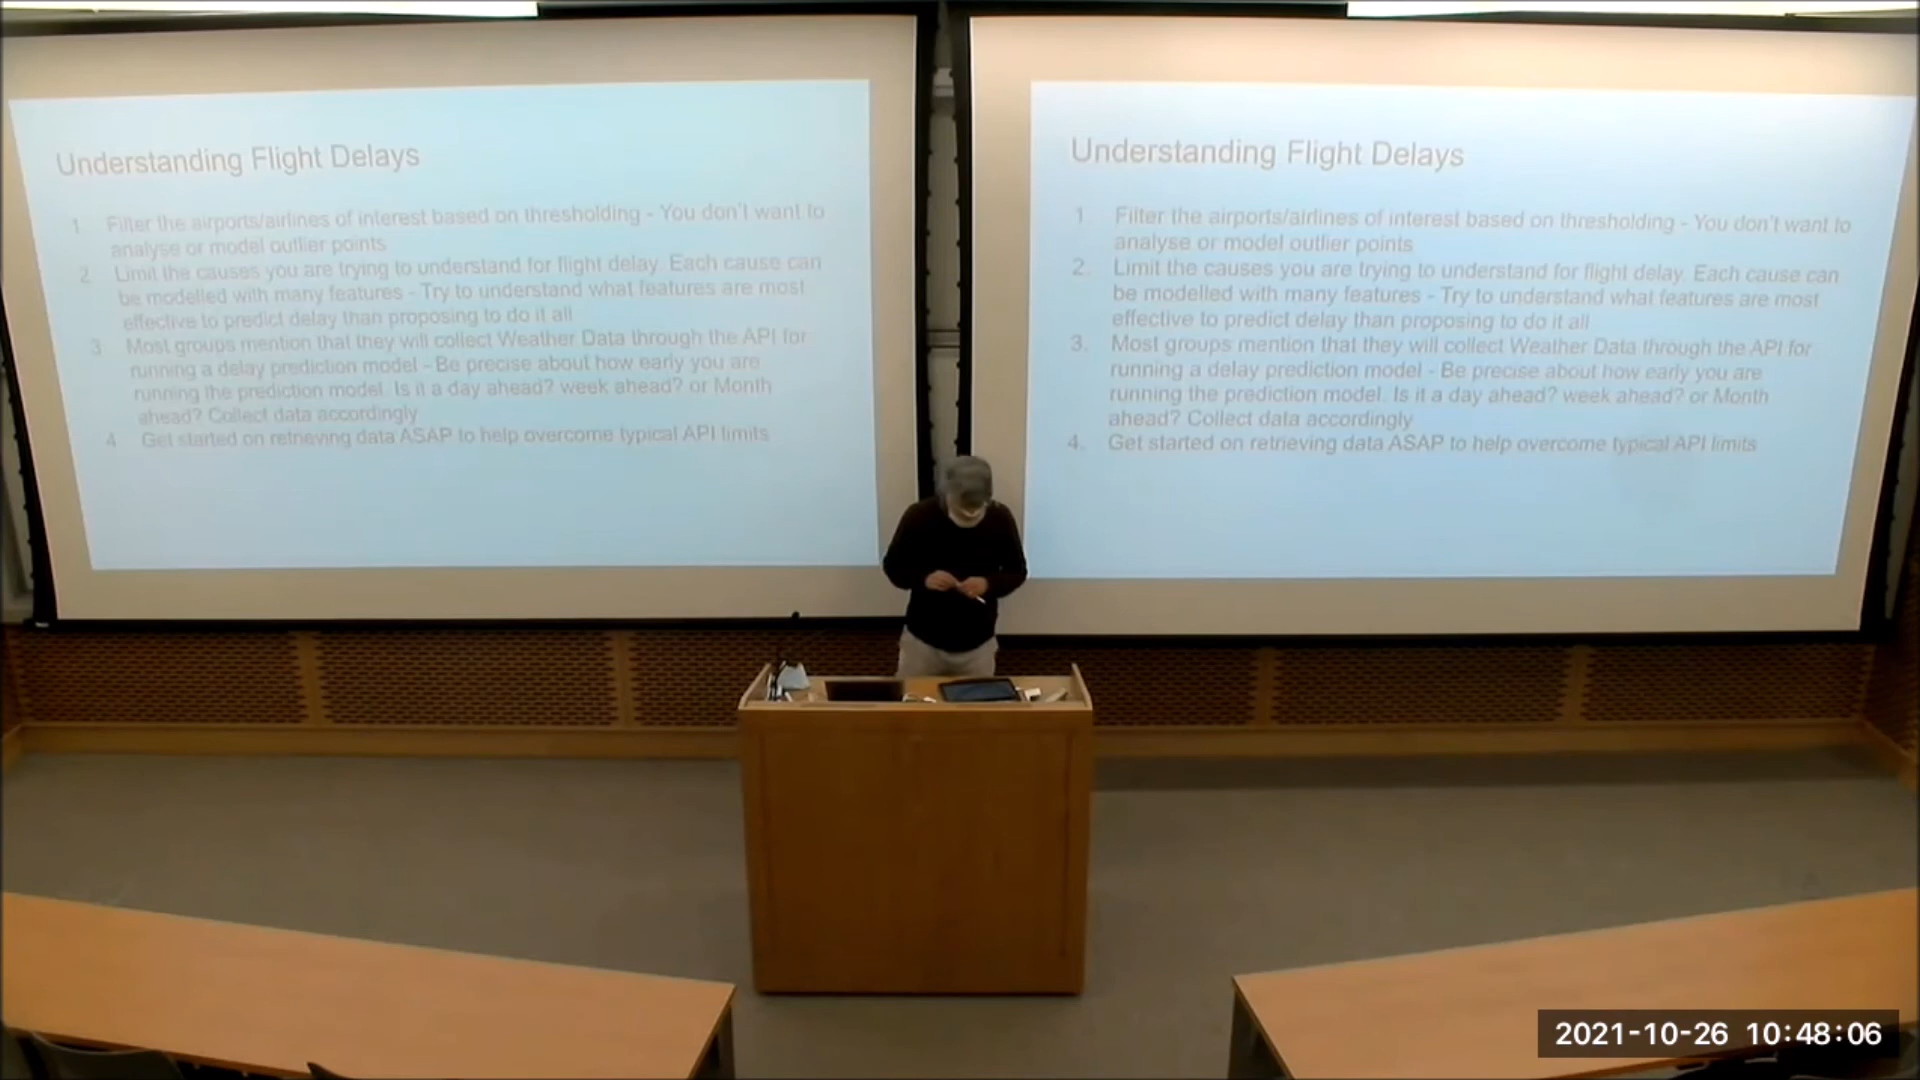 Understanding Flight Delays
1 Filter the airports/airlines of interest based on thresholding - You don't want to
analyse or model outlier points
2 Limit the causes you are trying to understand for flight delay. Each cause can
be modelled with many features - Try to understand what features are most
effective to predict delay than proposing to do it all
3 Most groups mention that they will collect Weather Data through the API for
running a delay prediction model - Be precise about how early you are
running the prediction model. Is it a day ahead? week ahead? or Month
ahead? Collect data accordingly
4 Get started on retrieving data ASAP to help overcome typical API limits
Understanding Flight Delays
1. Filter the airports/airlines of interest based on thresholding - You don't want to
analyse or model outlier points
2. Limit the causes you are trying to understand for flight delay. Each cause can
be modelled with many features - Try to understand what features are most
effective to predict delay than proposing to do it all
3. Most groups mention that they will collect Weather Data through the API for
running a delay prediction model - Be precise about how early you are
running the prediction model. Is it a day ahead? week ahead? or Month
ahead? Collect data accordingly
4. Get started on retrieving data ASAP to help overcome typical API limits
2021-10-26 10:48:06